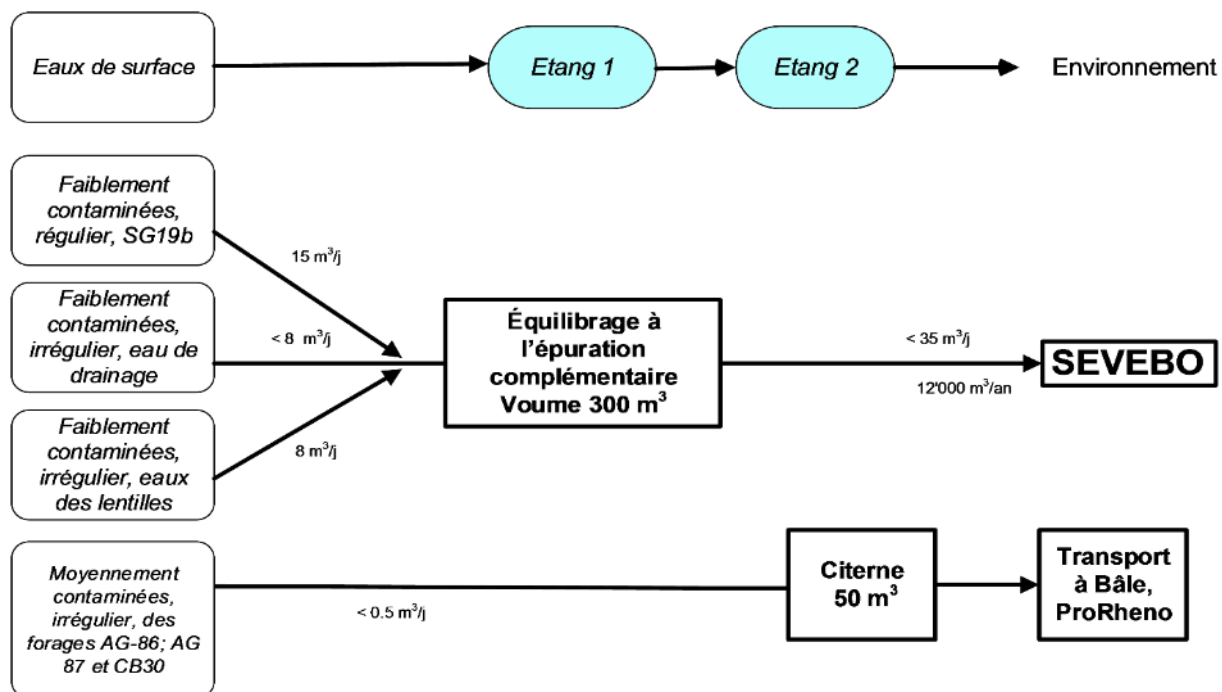 Eaux de surface
Etang 1
Etang 2
Environnement
Faiblement
contaminées,
régulier, SG19b
15 m³/j
Faiblement
contaminées,
irrégulier, eau de
drainage
< 8 m³/j
Faiblement
contaminées,
irrégulier, eaux
des lentilles
8 m³/j
Équilibrage à
l'épuration
complémentaire
Voume 300 m³
< 35 m³/j
12'000 m³/an
SEVEBO
Moyennement
contaminées,
irrégulier, des
forages AG-86; AG
87 et CB30
< 0.5 m³/j
Citerne
50 m³
Transport
à Bâle,
ProRheno